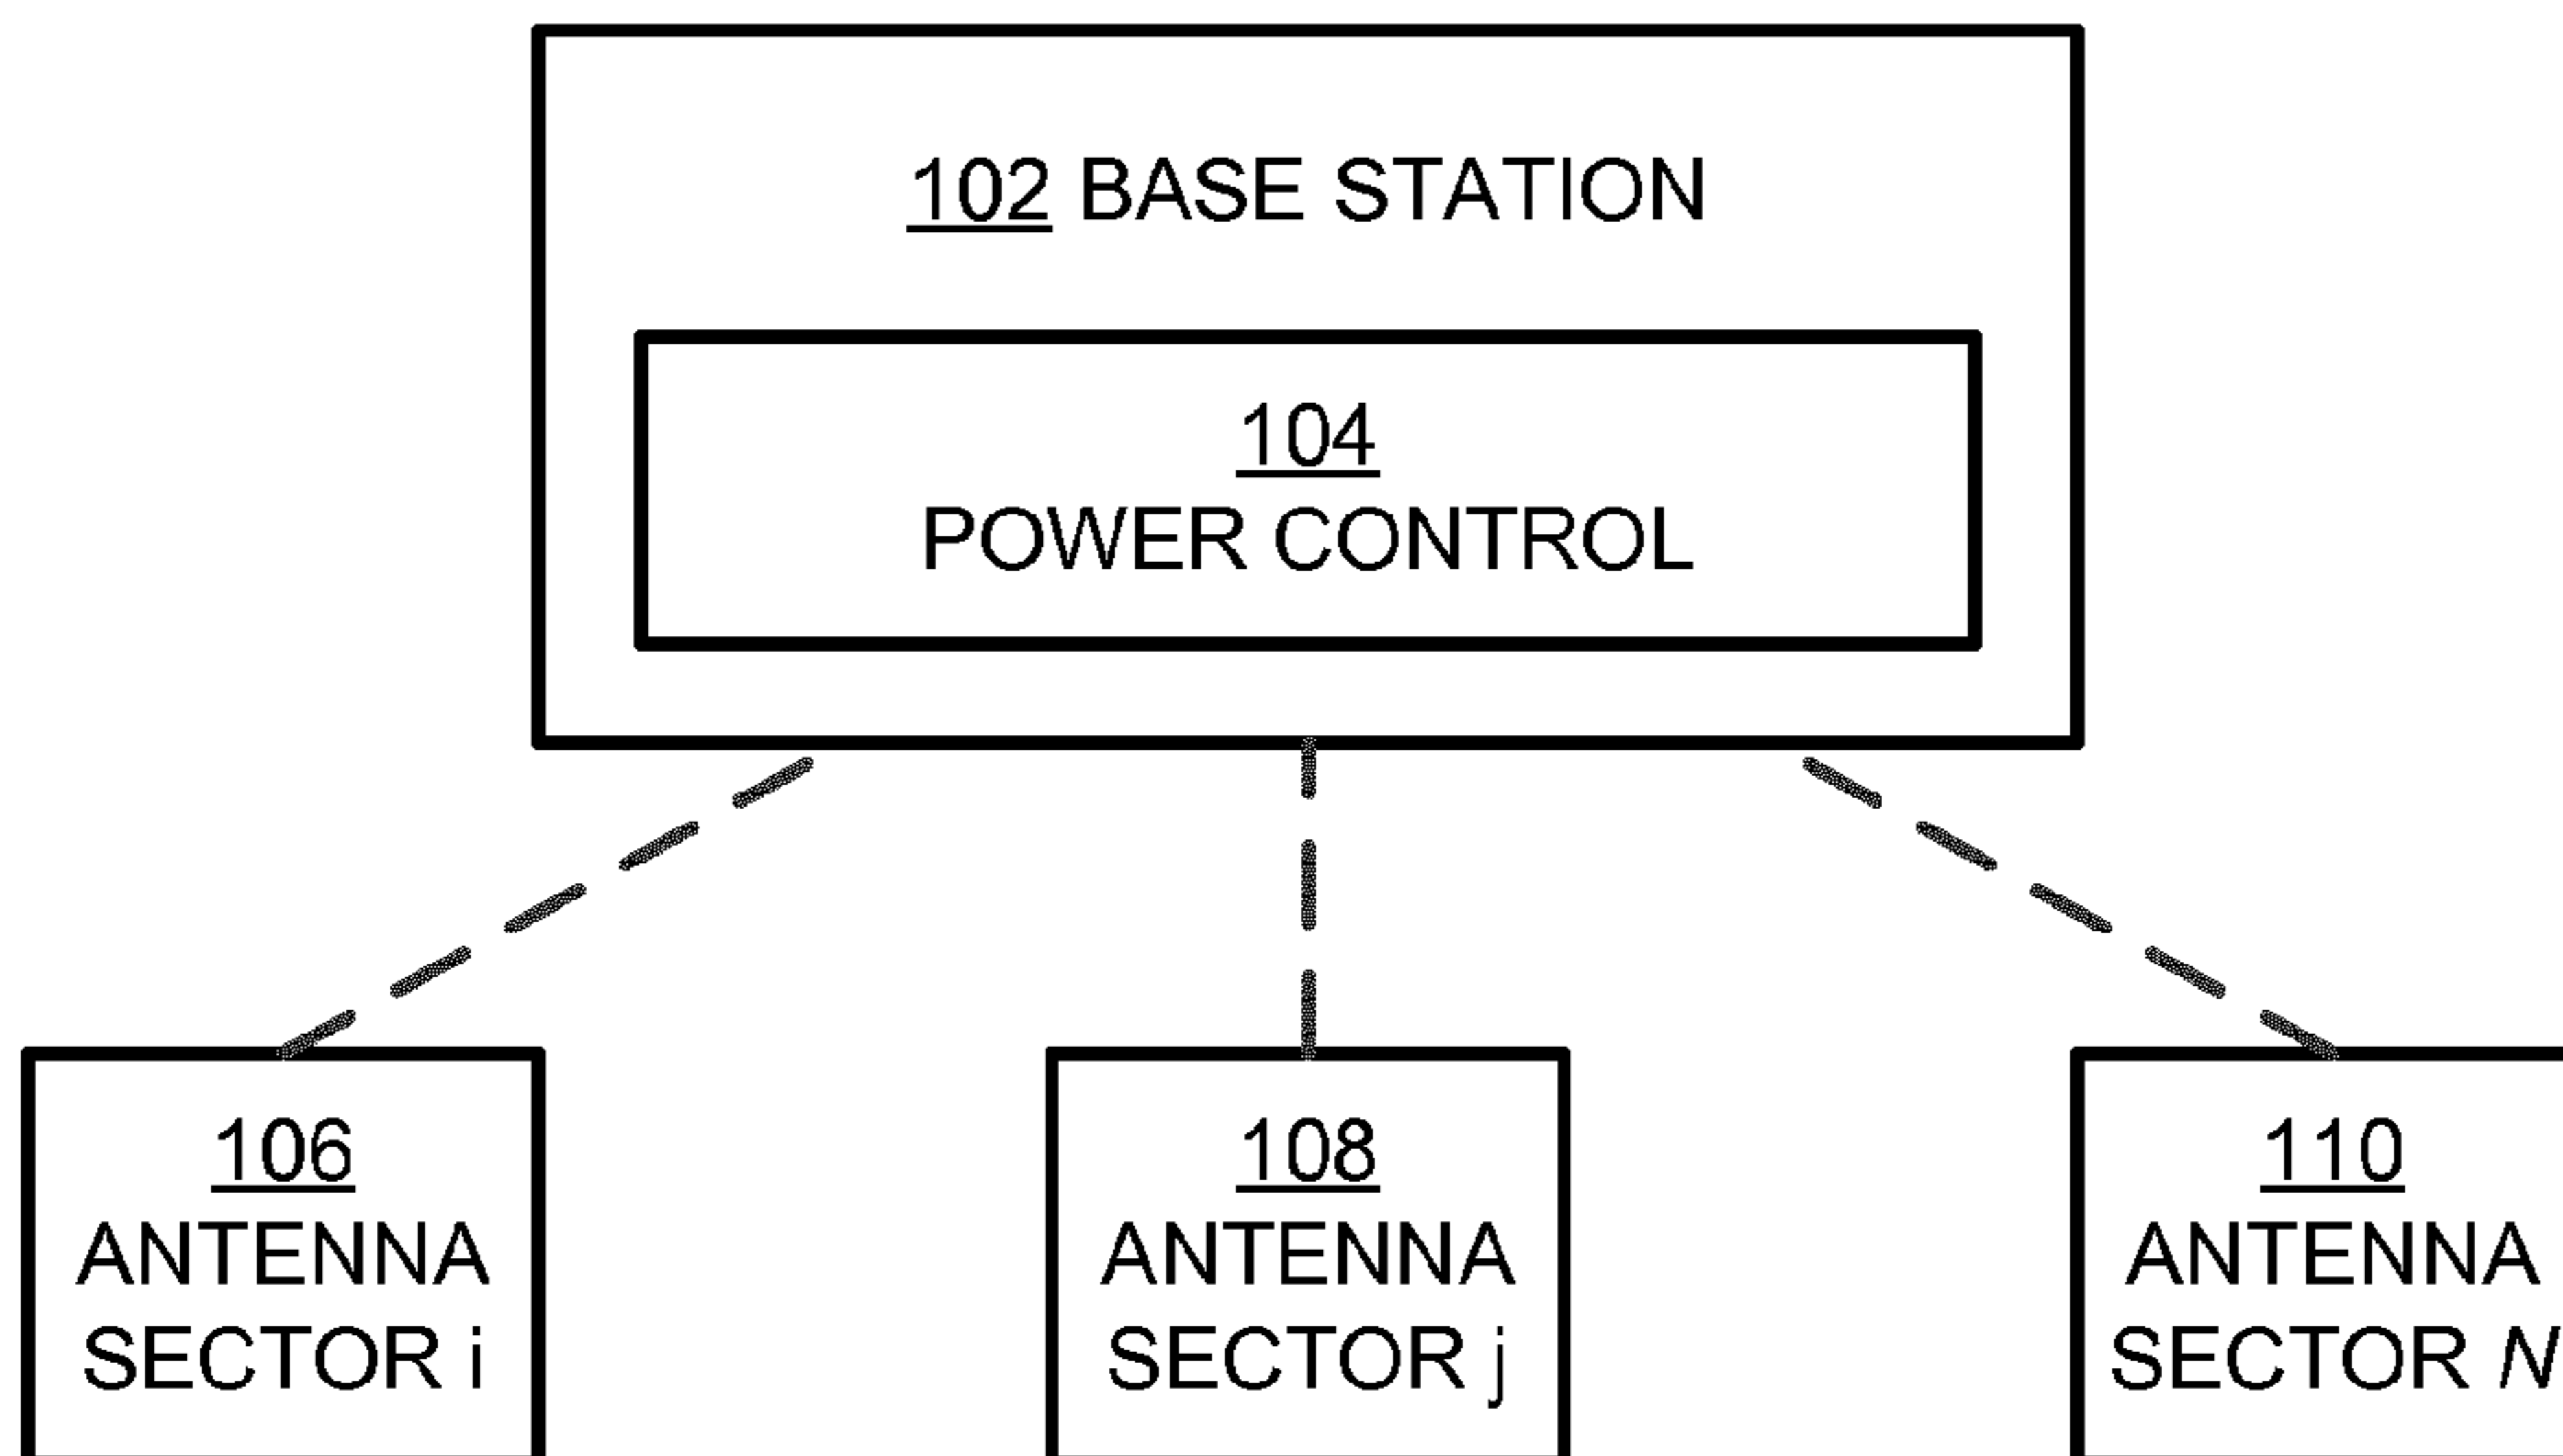 102 BASE STATION
104
POWER CONTROL
106
ANTENNA
SECTOR i
108
ANTENNA
SECTOR j
110
ANTENNA
SECTOR N